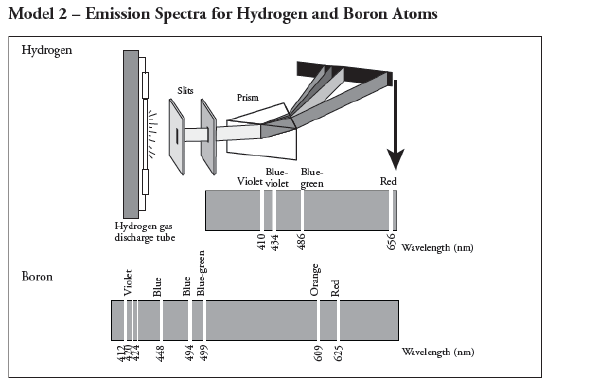 Model 2 – Emission Spectra for Hydrogen and Boron Atoms
Hydrogen
Slits
Prism
Violet
Blue-
violet
Blue-
green
Red
Hydrogen gas
discharge tube
410
434
486
656
Wavelength (nm)
Boron
Violet
Blue
Blue
Blue-green
Orange
Red
412
420
424
448
494
499
609
625
Wavelength (nm)